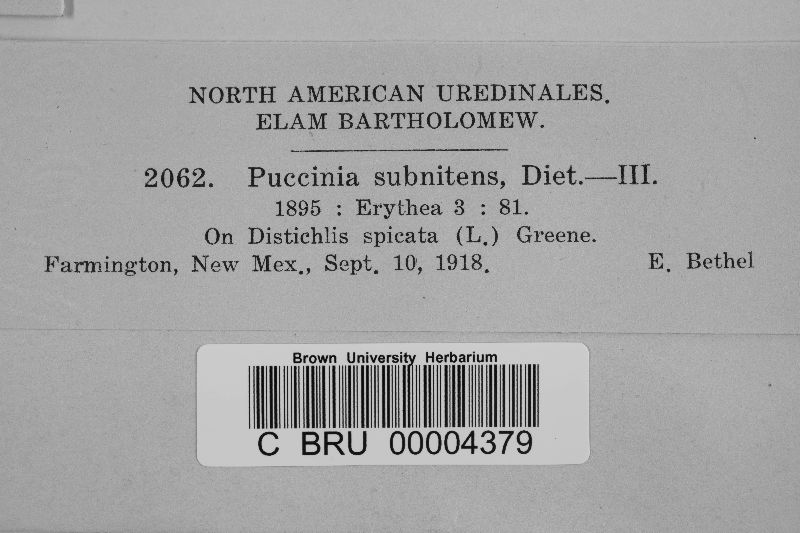 NORTH AMERICAN UREDINALES.
ELAM BARTHOLOMEW.
2062. Puccinia subnitens, Diet.—III.
1895 : Erythea 3 : 81.
On Distichlis spicata (L.) Greene.
Farmington, New Mex., Sept. 10, 1918. E. Bethel
Brown University Herbarium
C BRU 00004379